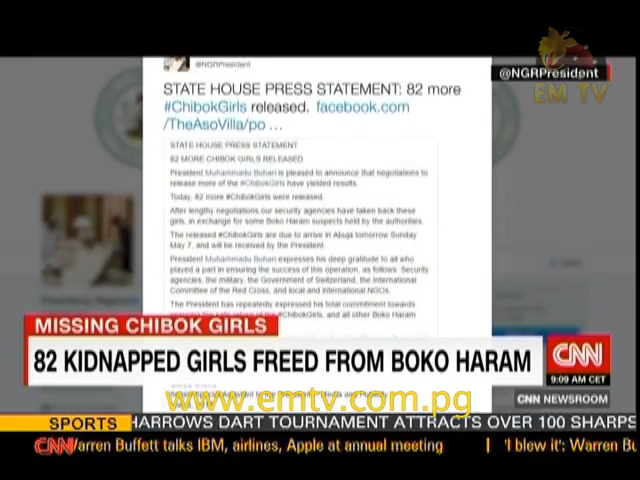 @NGRPresident
@NGRPresident
EM TV
STATE HOUSE PRESS STATEMENT: 82 more
#ChibokGirls released. facebook.com
/TheAsoVilla/po ...
STATE HOUSE PRESS STATEMENT
82 MORE CHIBOK GIRLS RELEASED
President Muhammadu Buhari is pleased to announce that negotiations to
release more of the #ChibokGirls have yielded results.
Today, 82 more #ChibokGirls were released.
After lengthy negotiations, our security agencies have taken back these
girls, in exchange for some Boko Haram suspects held by the authorities.
The released #ChibokGirls are due to arrive in Abuja tomorrow Sunday
May 7, and will be received by the President.
President Muhammadu Buhari expresses his deep gratitude to all who
played a part in ensuring the success of this operation, as follows: Security
agencies, the military, the Government of Switzerland, the International
Committee of the Red Cross, and local and international NGOs.
The President has repeatedly expressed his total commitment towards
#ChibokGirls, and all other Boko Haram
MISSING CHIBOK GIRLS
82 KIDNAPPED GIRLS FREED FROM BOKO HARAM
CNN
9:09 AM CET
CNN NEWSROOM
www.emtv.com.pg
SPORTS HARROWS DART TOURNAMENT ATTRACTS OVER 100 SHARPS
CNN Warren Buffett talks IBM, airlines, Apple at annual meeting | 'I blew it': Warren Bu